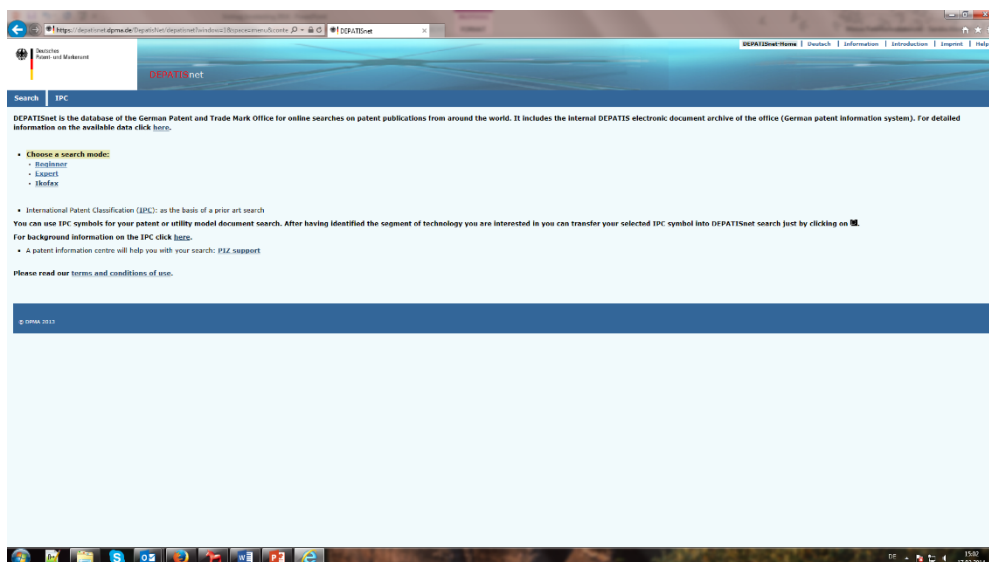 https://depatisnet.dpma.de/DepatisNet/depatisnet?window=1&space=menu&conte
DEPATISnet
DEPATISnet-Home | Deutsch | Information | Introduction | Imprint | Help
Deutsches
Patent- und Markenamt
DEPATISnet
Search IPC
DEPATISnet is the database of the German Patent and Trade Mark Office for online searches on patent publications from around the world. It includes the internal DEPATIS electronic document archive of the office (German patent information system). For detailed
information on the available data click here.
• Choose a search mode:
- Beginner
- Expert
- Ikofax
• International Patent Classification (IPC): as the basis of a prior art search
You can use IPC symbols for your patent or utility model document search. After having identified the segment of technology you are interested in you can transfer your selected IPC symbol into DEPATISnet search just by clicking on .
For background information on the IPC click here.
• A patent information centre will help you with your search: PIZ support
Please read our terms and conditions of use.
© DPMA 2013
DE 15:02